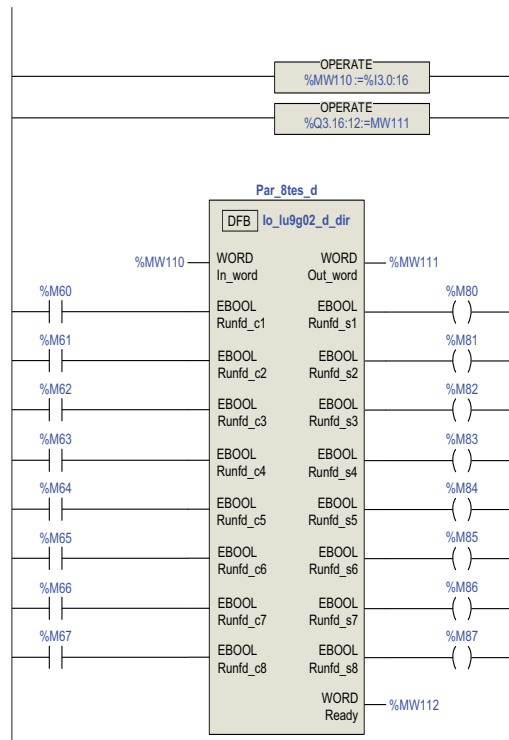 OPERATE
%MW110 :=%I3.0:16
OPERATE
%Q3.16:12:=MW111
Par_8tes_d
DFB lo_lu9g02_d_dir
%MW110 WORD WORD %MW111
In_word Out_word
%M60 EBOOL EBOOL %M80
Runfd_c1 Runfd_s1
%M61 EBOOL EBOOL %M81
Runfd_c2 Runfd_s2
%M62 EBOOL EBOOL %M82
Runfd_c3 Runfd_s3
%M63 EBOOL EBOOL %M83
Runfd_c4 Runfd_s4
%M64 EBOOL EBOOL %M84
Runfd_c5 Runfd_s5
%M65 EBOOL EBOOL %M85
Runfd_c6 Runfd_s6
%M66 EBOOL EBOOL %M86
Runfd_c7 Runfd_s7
%M67 EBOOL EBOOL %M87
Runfd_c8 Runfd_s8
WORD %MW112
Ready